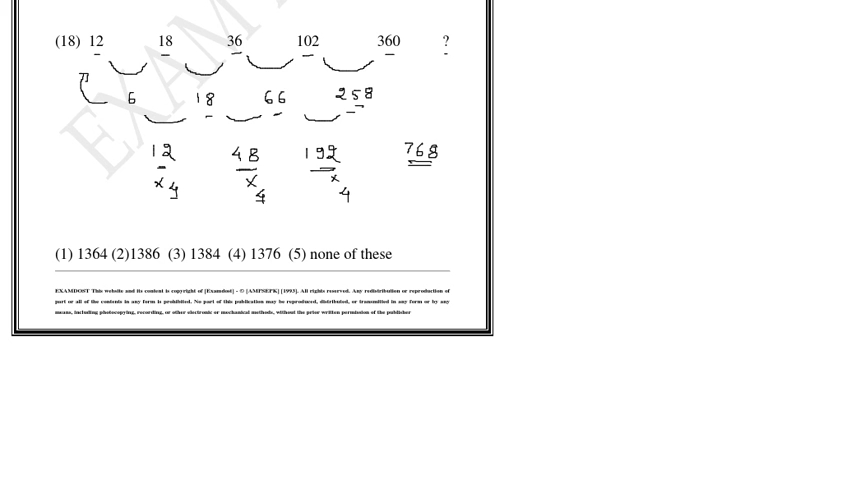 (18) 12 18 36 102 360 ?
6 18 66 258
12 48 192 768
x 4 x 4 x 4
(1) 1364 (2)1386 (3) 1384 (4) 1376 (5) none of these
EXAMDOST This website and its content is copyright of [Examdost] - © [AMFSEFK] [1993]. All rights reserved. Any redistribution or reproduction of
part or all of the contents in any form is prohibited. No part of this publication may be reproduced, distributed, or transmitted in any form or by any
means, including photocopying, recording, or other electronic or mechanical methods, without the prior written permission of the publisher
EXAM